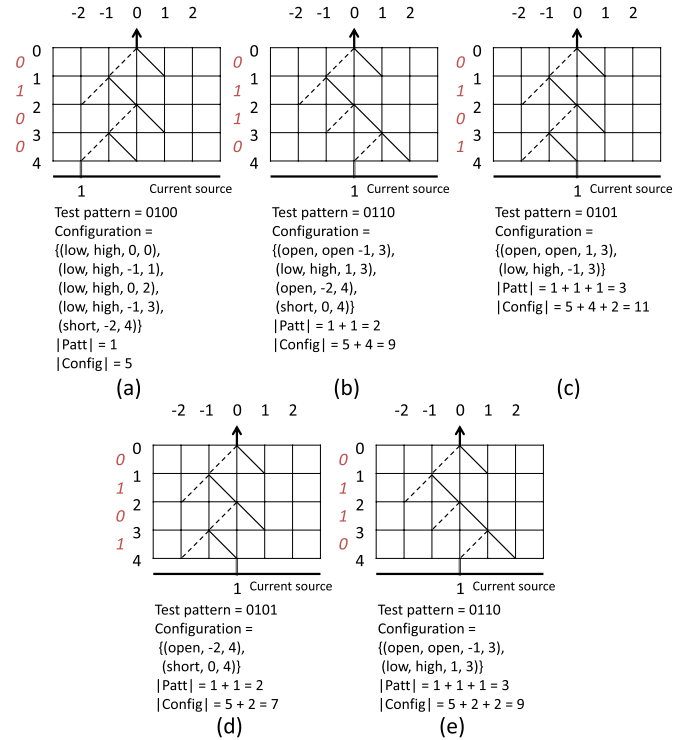 -2 -1 0 1 2
0
0
1
1
2
0
3
0
4
1 Current source
Test pattern = 0100
Configuration =
{(low, high, 0, 0),
(low, high, -1, 1),
(low, high, 0, 2),
(low, high, -1, 3),
(short, -2, 4)}
|Patt| = 1
|Config| = 5
(a)
-2 -1 0 1 2
0
0
1
1
2
1
3
0
4
1 Current source
Test pattern = 0110
Configuration =
{(open, open -1, 3),
(low, high, 1, 3),
(open, -2, 4),
(short, 0, 4)}
|Patt| = 1 + 1 = 2
|Config| = 5 + 4 = 9
(b)
-2 -1 0 1 2
0
0
1
1
2
0
3
1
4
1 Current source
Test pattern = 0101
Configuration =
{(open, open, 1, 3),
(low, high, -1, 3)}
|Patt| = 1 + 1 + 1 = 3
|Config| = 5 + 4 + 2 = 11
(c)
-2 -1 0 1 2
0
0
1
1
2
0
3
1
4
1 Current source
Test pattern = 0101
Configuration =
{(open, -2, 4),
(short, 0, 4)}
|Patt| = 1 + 1 = 2
|Config| = 5 + 2 = 7
(d)
-2 -1 0 1 2
0
0
1
1
2
1
3
0
4
1 Current source
Test pattern = 0110
Configuration =
{(open, open, -1, 3),
(low, high, 1, 3)}
|Patt| = 1 + 1 + 1 = 3
|Config| = 5 + 2 + 2 = 9
(e)